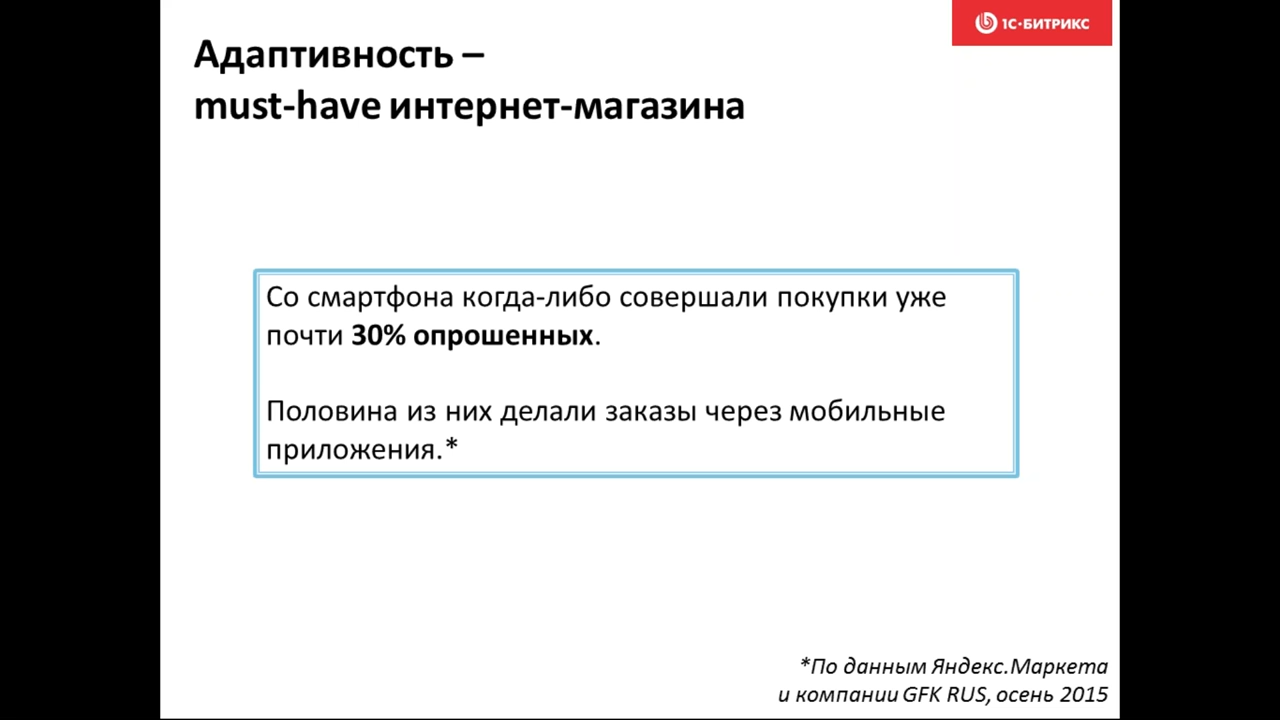 1С·БИТРИКС
Адаптивность –
must-have интернет-магазина
Со смартфона когда-либо совершали покупки уже
почти 30% опрошенных.
Половина из них делали заказы через мобильные
приложения.*
*По данным Яндекс.Маркета
и компании GFK RUS, осень 2015